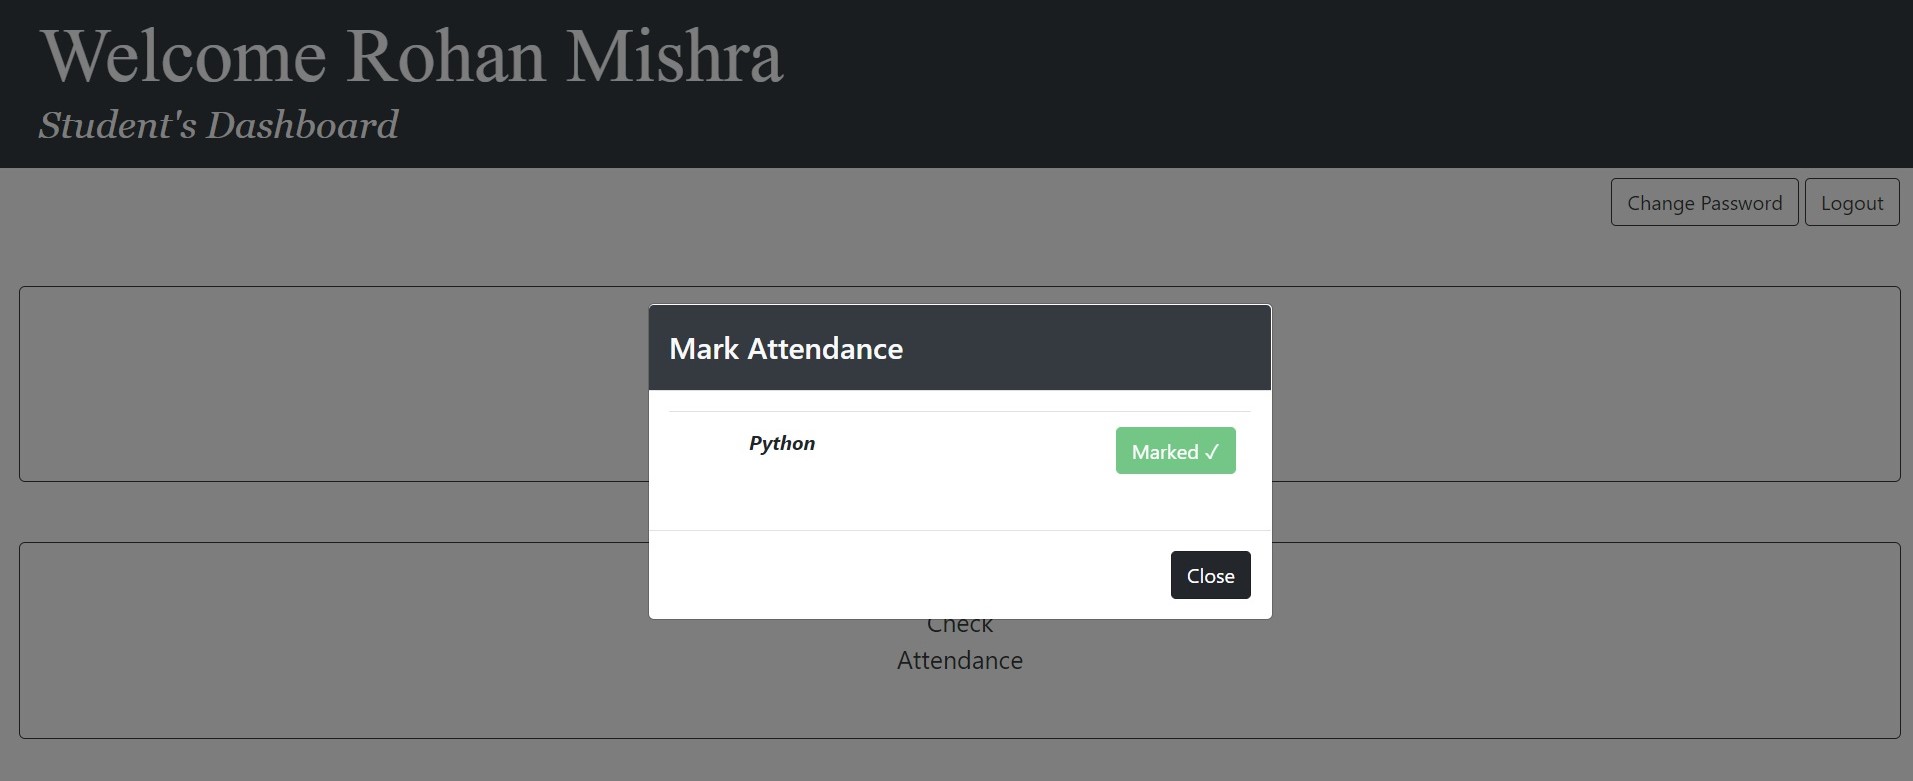 Welcome Rohan Mishra
Student's Dashboard
Change Password Logout
Mark Attendance
Python Marked ✓
Close
Check
Attendance